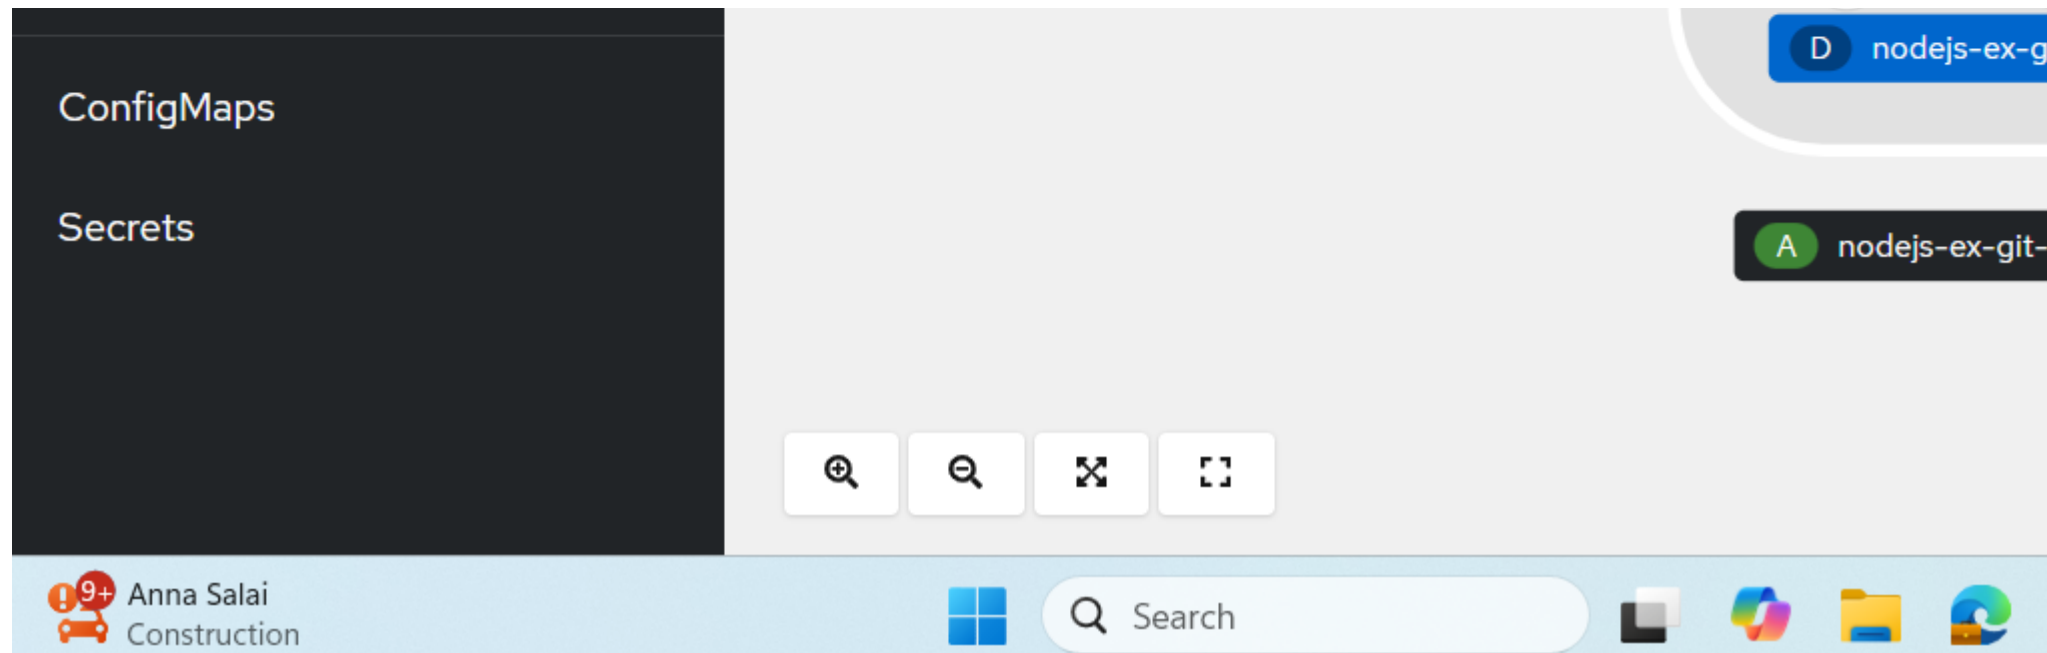 D nodejs-ex-g
ConfigMaps
Secrets
A nodejs-ex-git-
9+ Anna Salai
Construction
Search